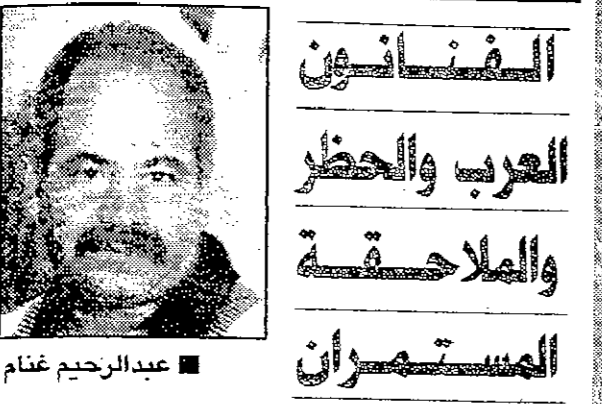 الفنانون
العرب والحظر
والملاحقة
المستمران
■ عبدالرحيم غنام